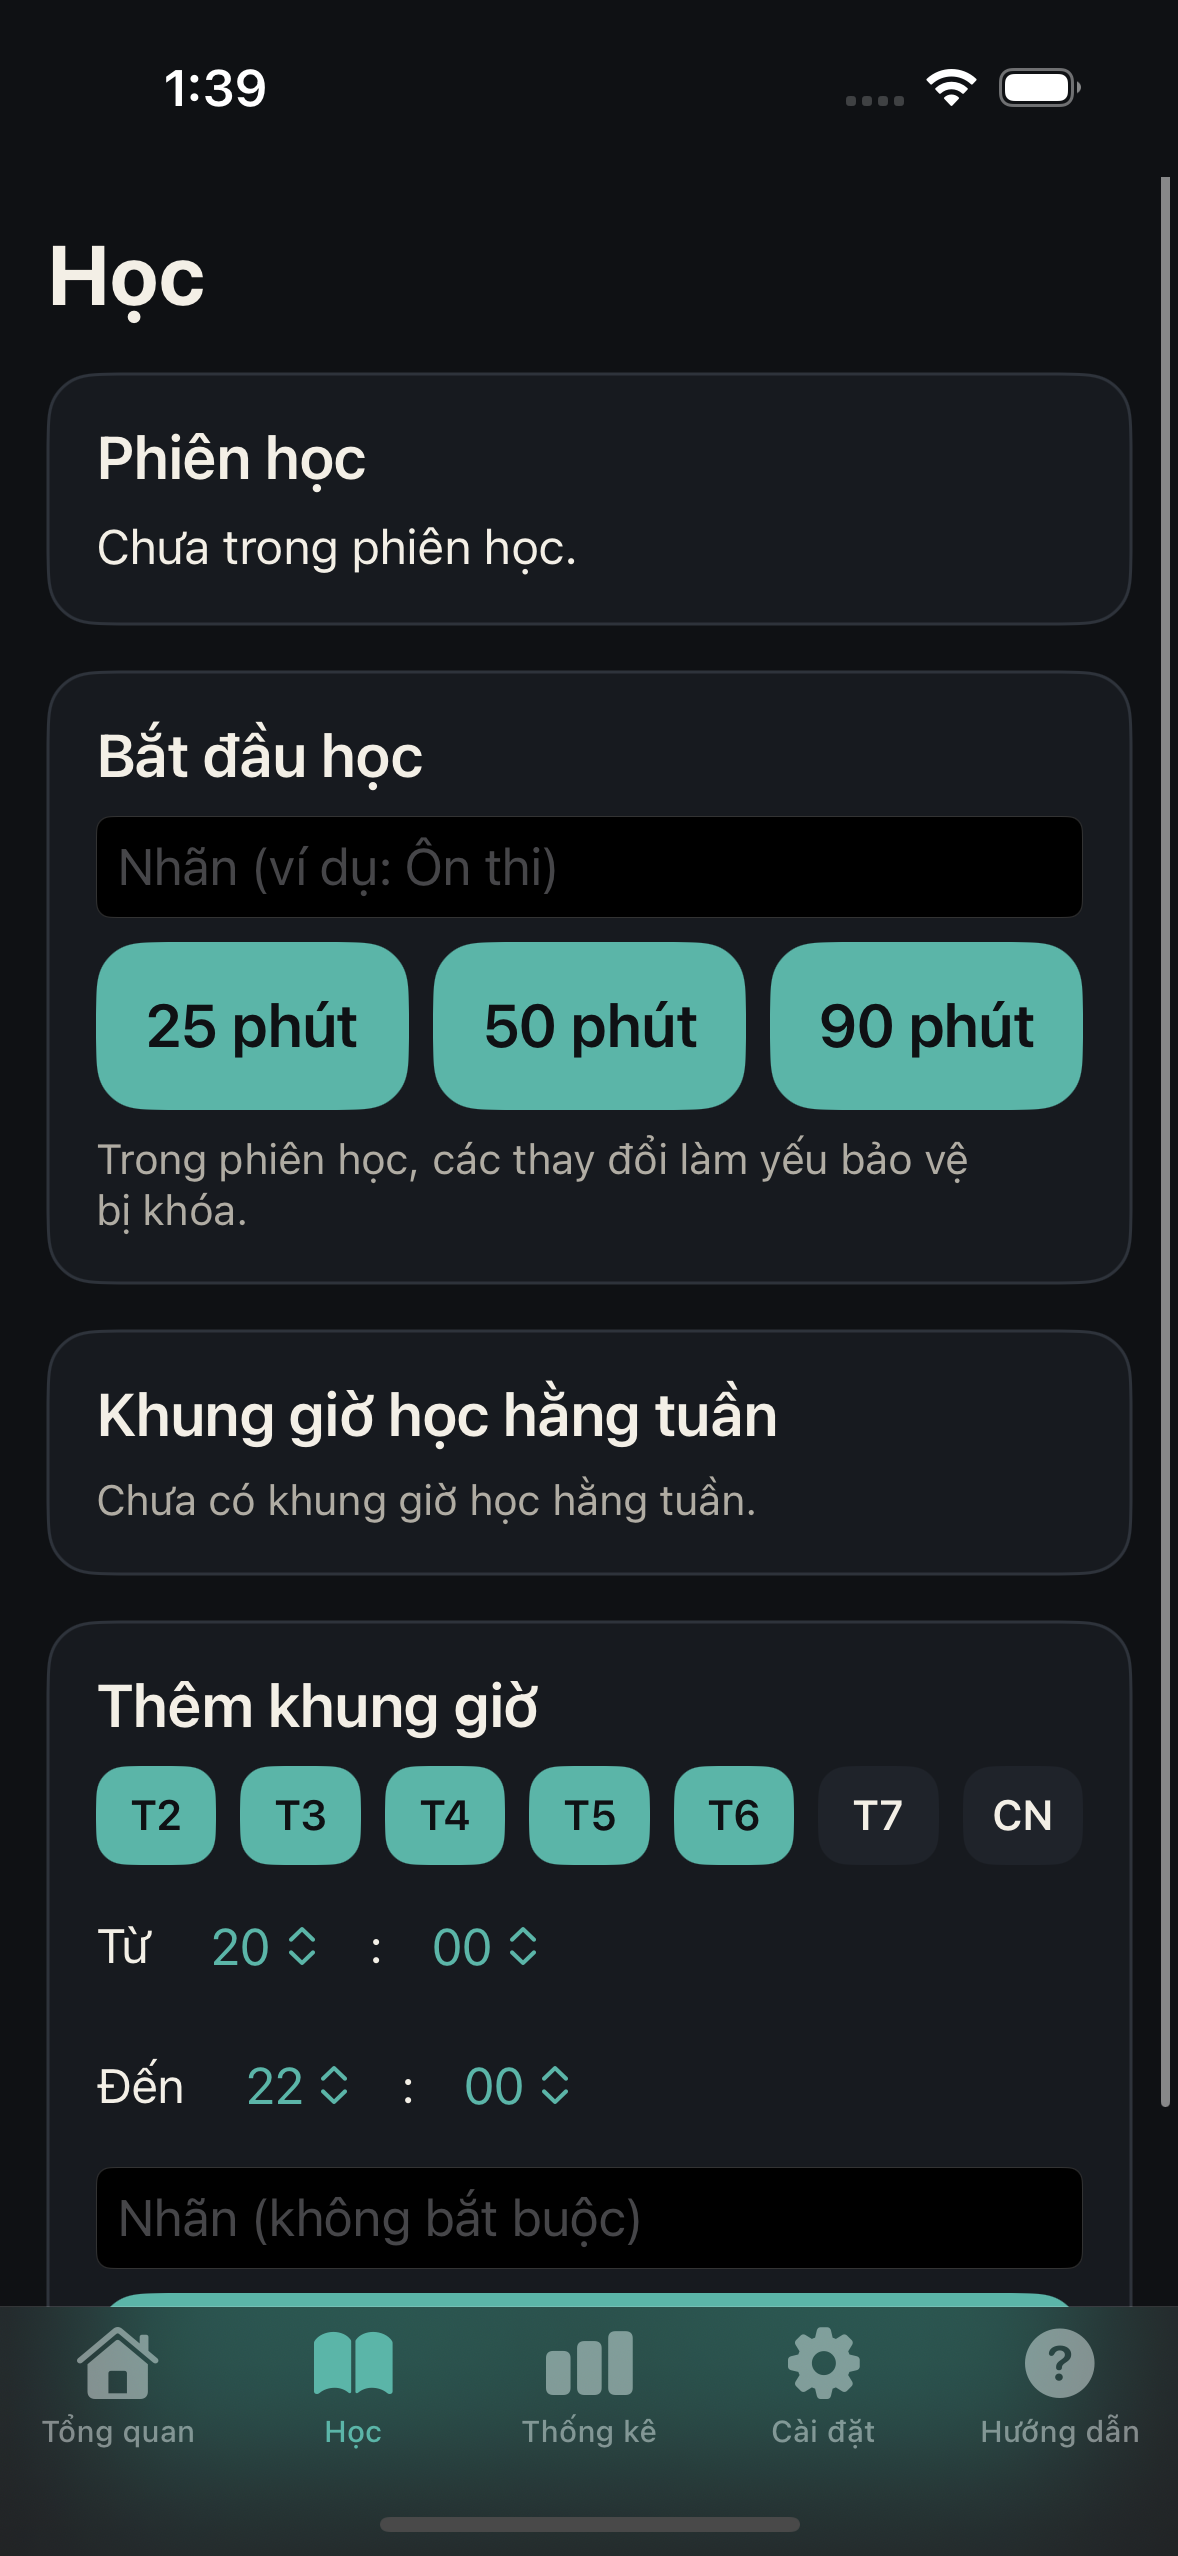 1:39
Học
Phiên học
Chưa trong phiên học.
Bắt đầu học
Nhãn (ví dụ: Ôn thi)
25 phút
50 phút
90 phút
Trong phiên học, các thay đổi làm yếu bảo vệ
bị khóa.
Khung giờ học hằng tuần
Chưa có khung giờ học hằng tuần.
Thêm khung giờ
T2 T3 T4 T5 T6 T7 CN
Từ 20 : 00
Đến 22 : 00
Nhãn (không bắt buộc)
Tổng quan Học Thống kê Cài đặt Hướng dẫn